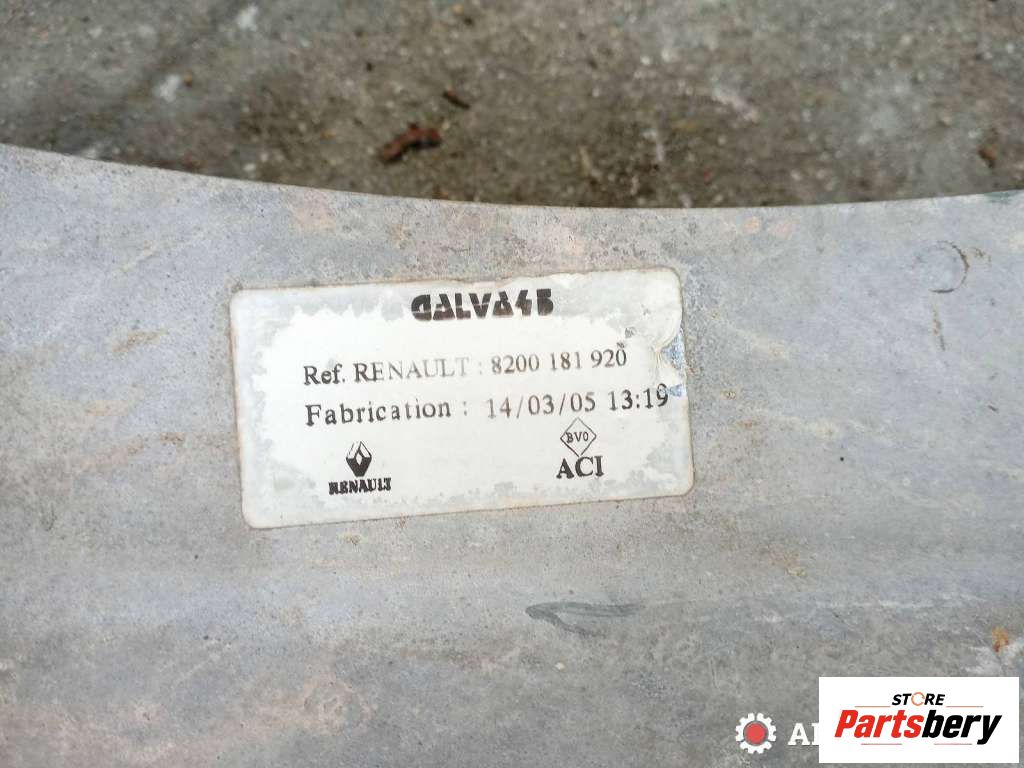 GALVA45
Ref. RENAULT : 8200 181 920
Fabrication : 14/03/05 13:19
BVO
RENAULT
ACI
STORE
Partsbery